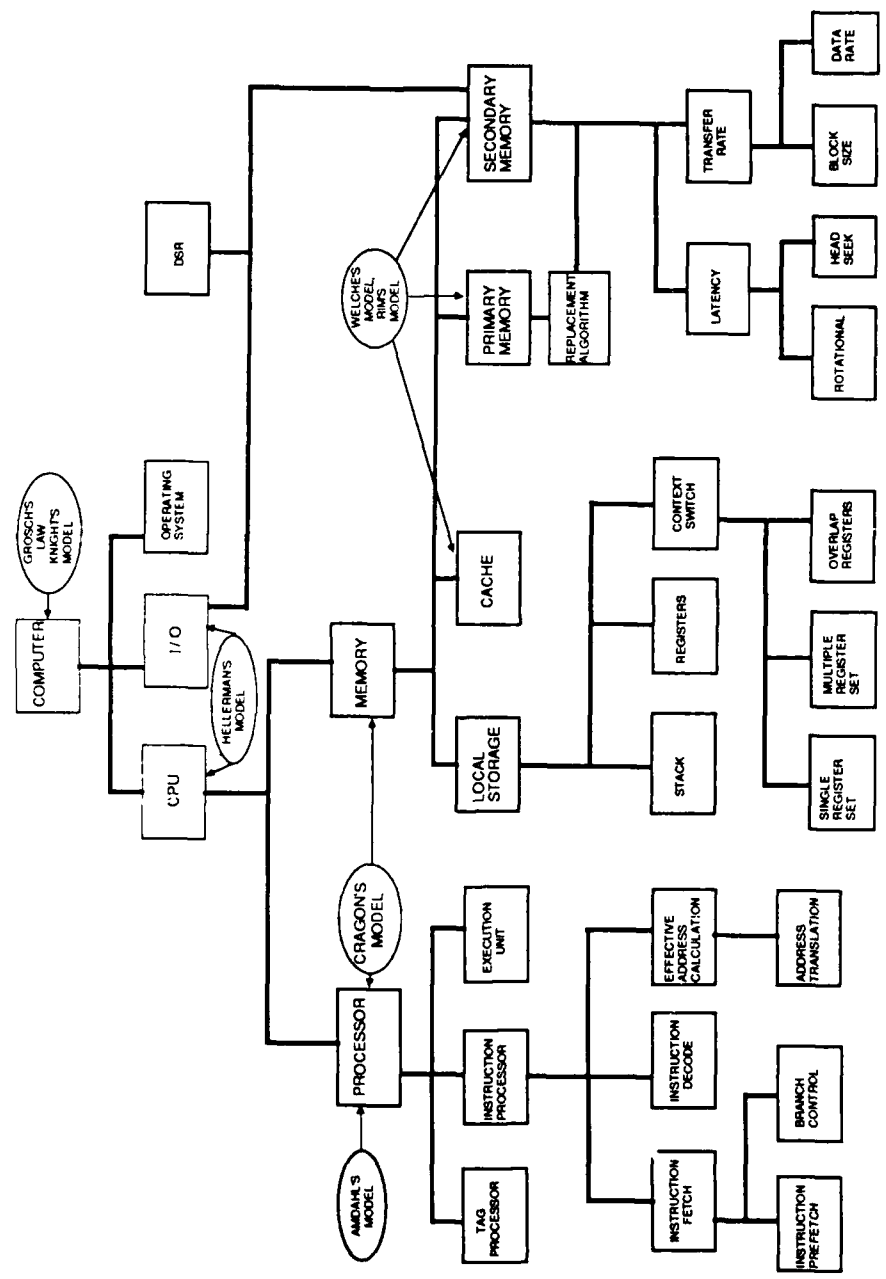 COMPUTER
GROSCH'S
LAW
KNIGHT'S
MODEL
CPU
I / O
OPERATING
SYSTEM
DSR
HELLERMAN'S
MODEL
AMDAHL'S
MODEL
PROCESSOR
CRAGON'S
MODEL
MEMORY
WELCHE'S
MODEL,
RIM'S
MODEL
TAG
PROCESSOR
INSTRUCTION
PROCESSOR
EXECUTION
UNIT
LOCAL
STORAGE
CACHE
PRIMARY
MEMORY
SECONDARY
MEMORY
REPLACEMENT
ALGORITHM
INSTRUCTION
FETCH
INSTRUCTION
DECODE
EFFECTIVE
ADDRESS
CALCULATION
STACK
REGISTERS
CONTEXT
SWITCH
LATENCY
TRANSFER
RATE
INSTRUCTION
PREFETCH
BRANCH
CONTROL
ADDRESS
TRANSLATION
SINGLE
REGISTER
SET
MULTIPLE
REGISTER
SET
OVERLAP
REGISTERS
ROTATIONAL
HEAD
SEEK
BLOCK
SIZE
DATA
RATE